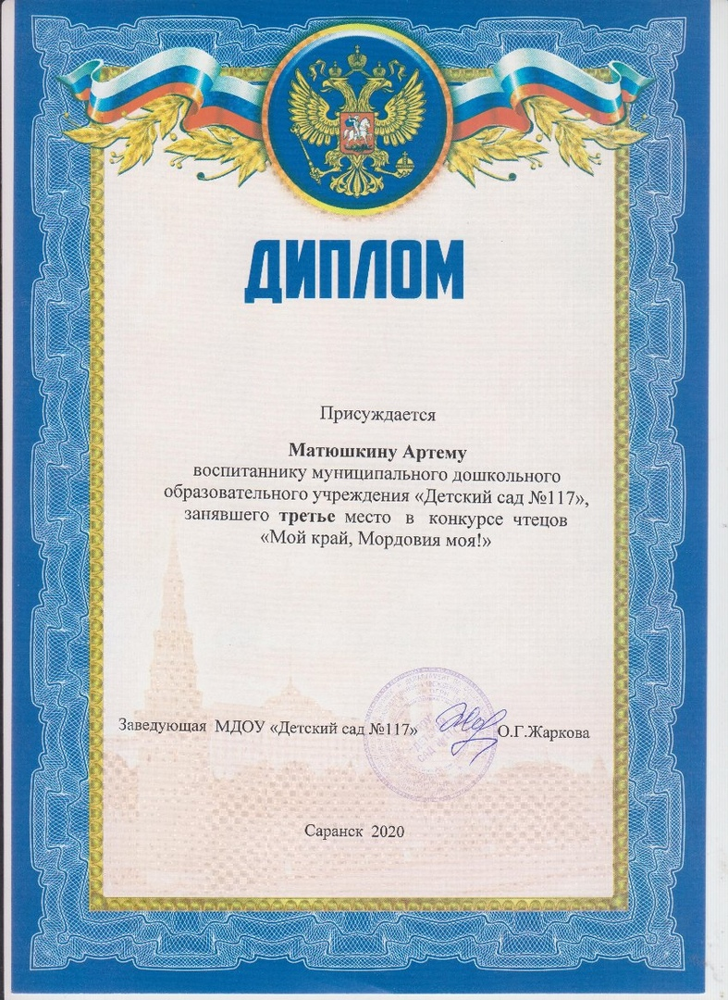 ДИПЛОМ
Присуждается
Матюшкину Артему
воспитаннику муниципального дошкольного
образовательного учреждения «Детский сад №117»,
занявшего третье место в конкурсе чтецов
«Мой край, Мордовия моя!»
Заведующая МДОУ «Детский сад №117» О.Г.Жаркова
Саранск 2020